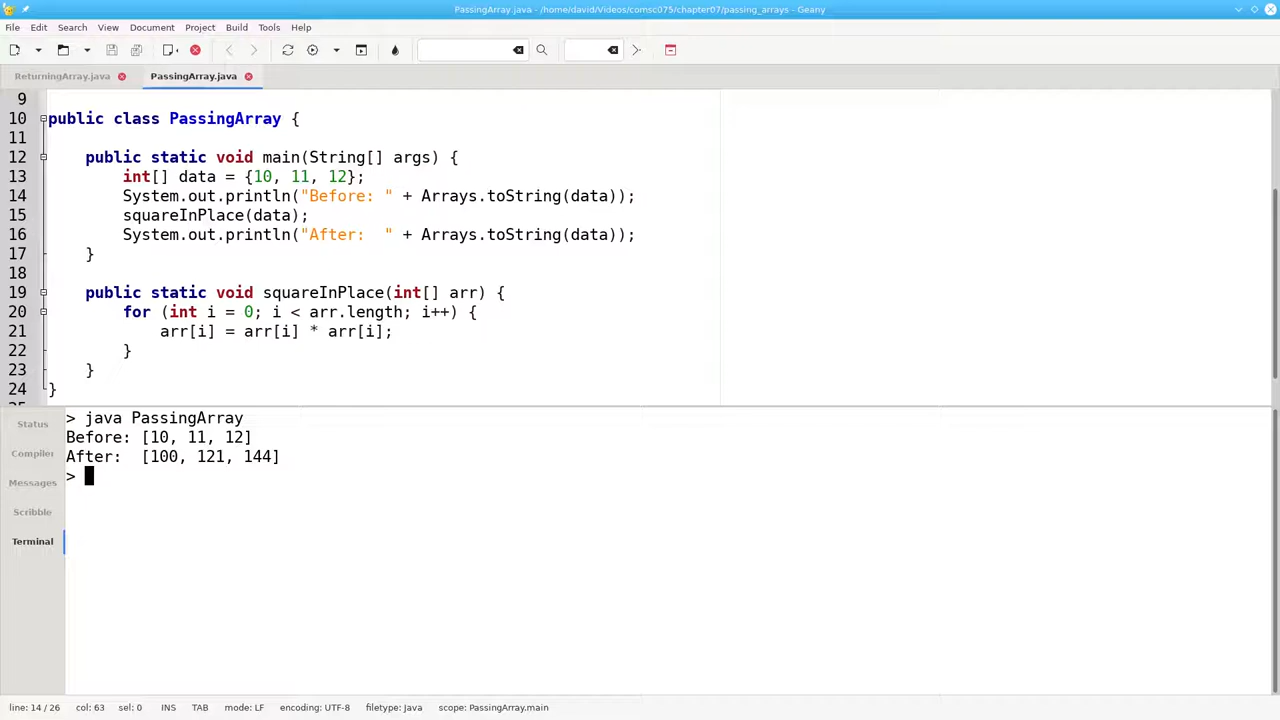 PassingArray.java - /home/david/Videos/comsc075/chapter07/passing_arrays - Geany
File Edit Search View Document Project Build Tools Help
ReturningArray.java PassingArray.java
9
10 public class PassingArray {
11
12 public static void main(String[] args) {
13 int[] data = {10, 11, 12};
14 System.out.println("Before: " + Arrays.toString(data));
15 squareInPlace(data);
16 System.out.println("After:  " + Arrays.toString(data));
17 }
18
19 public static void squareInPlace(int[] arr) {
20 for (int i = 0; i < arr.length; i++) {
21 arr[i] = arr[i] * arr[i];
22 }
23 }
24 }
Status
Compiler
Messages
Scribble
Terminal
> java PassingArray
Before: [10, 11, 12]
After:  [100, 121, 144]
>
line: 14 / 26 col: 63 sel: 0 INS TAB mode: LF encoding: UTF-8 filetype: Java scope: PassingArray.main